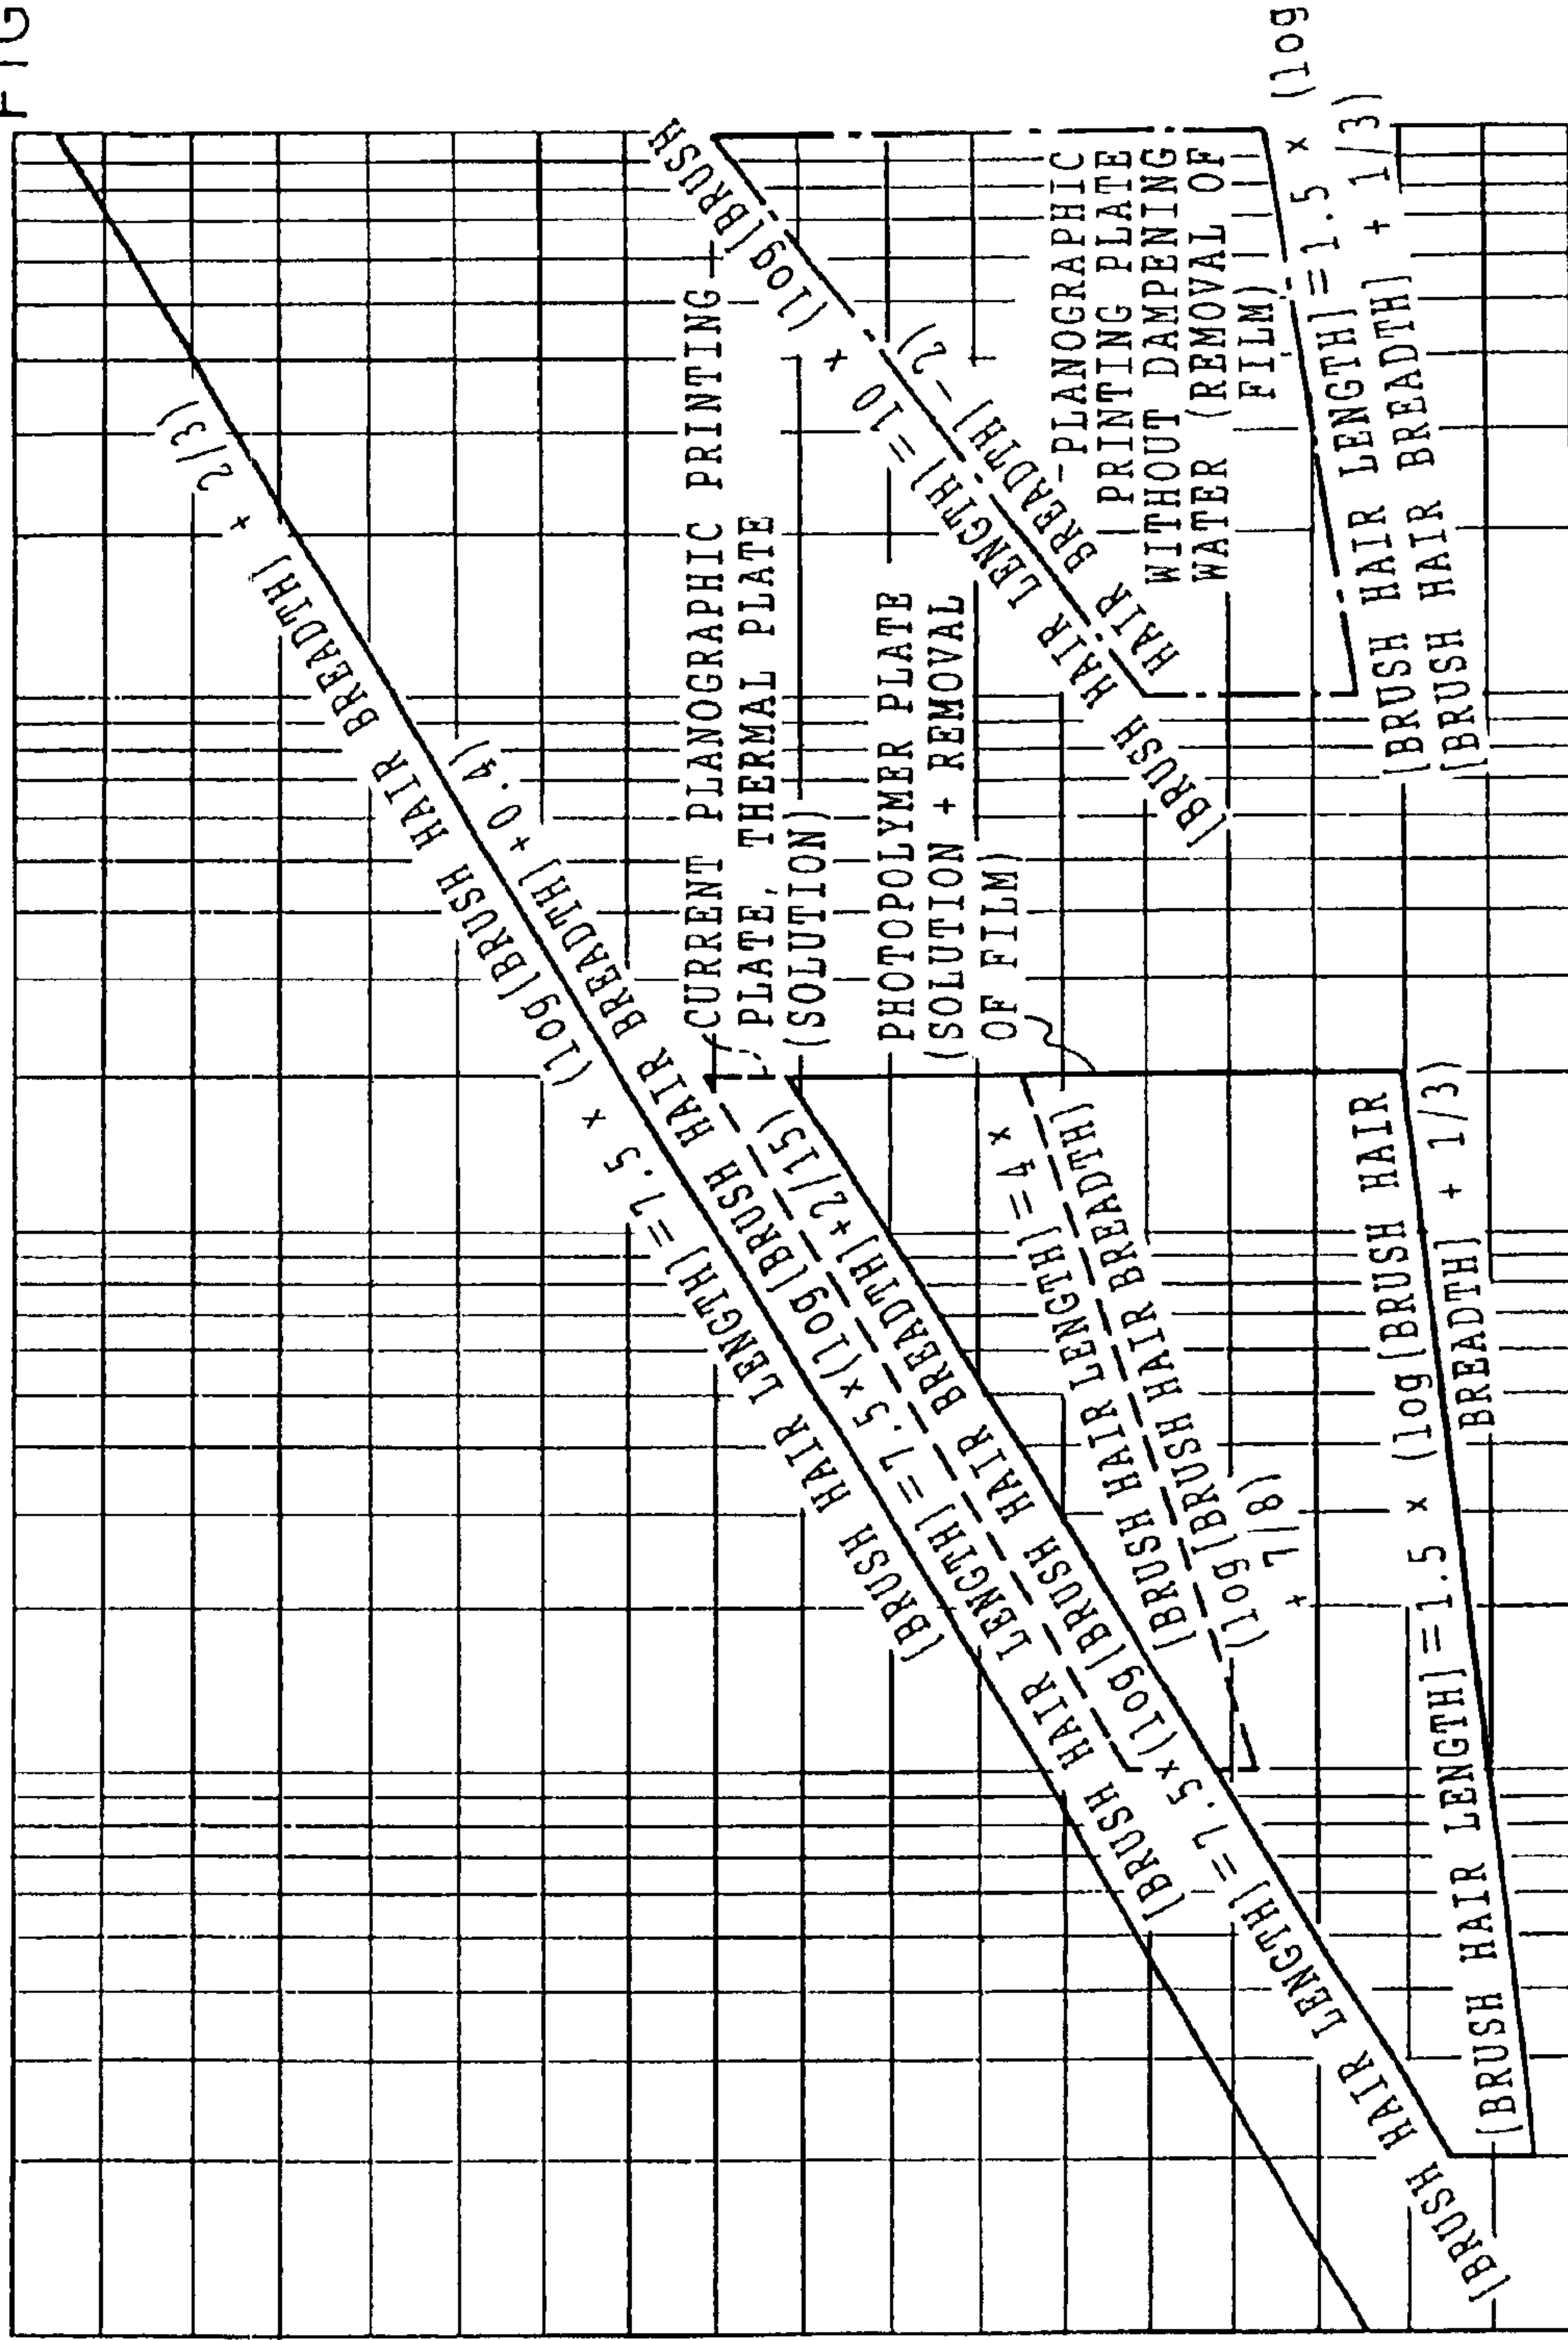 FIG
[BRUSH HAIR LENGTH] = 7.5 × (log[BRUSH HAIR BREADTH] + 2/3)
[BRUSH HAIR LENGTH] = 7.5×(log[BRUSH HAIR BREADTH] + 0.4)
[BRUSH HAIR LENGTH] = 7.5×(log[BRUSH HAIR BREADTH] + 2/15)
CURRENT PLANOGRAPHIC PRINTING
PLATE, THERMAL PLATE
(SOLUTION)
PHOTOPOLYMER PLATE
(SOLUTION + REMOVAL
OF FILM)
[BRUSH HAIR LENGTH] = 4 ×
(log[BRUSH HAIR BREADTH]
+ 7/8)
[BRUSH HAIR LENGTH] = 10 × (log[BRUSH
HAIR BREADTH] - 2)
PLANOGRAPHIC
PRINTING PLATE
WITHOUT DAMPENING
WATER (REMOVAL OF
FILM)
[BRUSH HAIR LENGTH] = 1.5 × (log
[BRUSH HAIR BREADTH] + 1/3)
[BRUSH HAIR LENGTH] = 1.5 × (log[BRUSH HAIR
BREADTH] + 1/3)